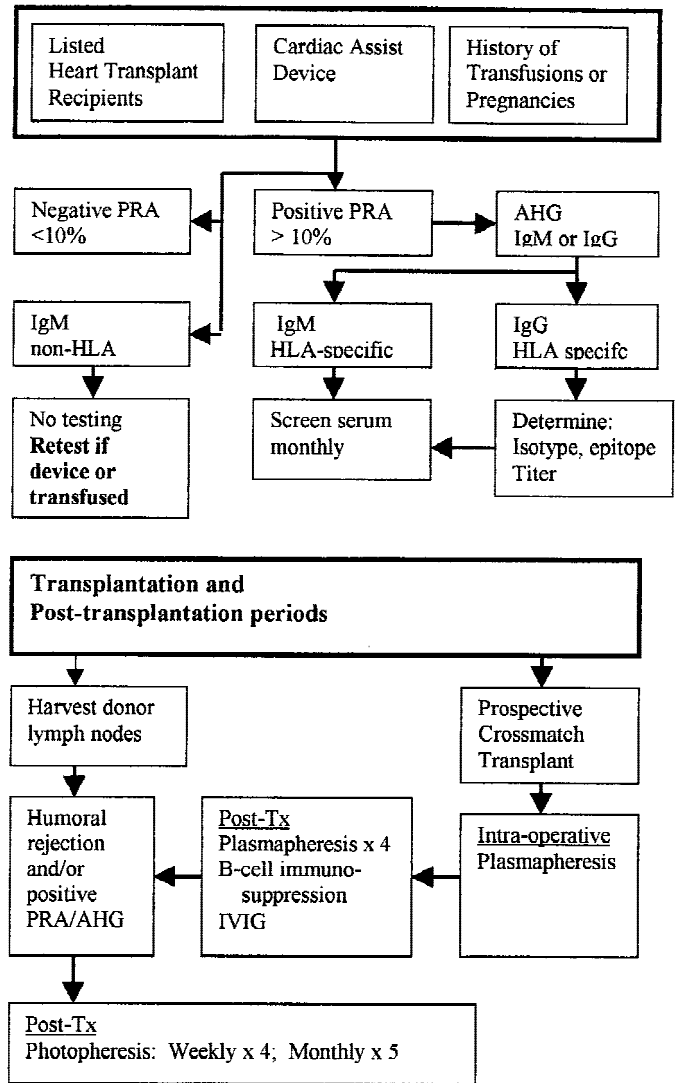 Listed
Heart Transplant
Recipients
Cardiac Assist
Device
History of
Transfusions or
Pregnancies
Negative PRA
<10%
Positive PRA
> 10%
AHG
IgM or IgG
IgM
non-HLA
IgM
HLA-specific
IgG
HLA specifc
No testing
Retest if
device or
transfused
Screen serum
monthly
Determine:
Isotype, epitope
Titer
Transplantation and
Post-transplantation periods
Harvest donor
lymph nodes
Prospective
Crossmatch
Transplant
Humoral
rejection
and/or
positive
PRA/AHG
Post-Tx
Plasmapheresis x 4
B-cell immuno-
suppression
IVIG
Intra-operative
Plasmapheresis
Post-Tx
Photopheresis: Weekly x 4; Monthly x 5